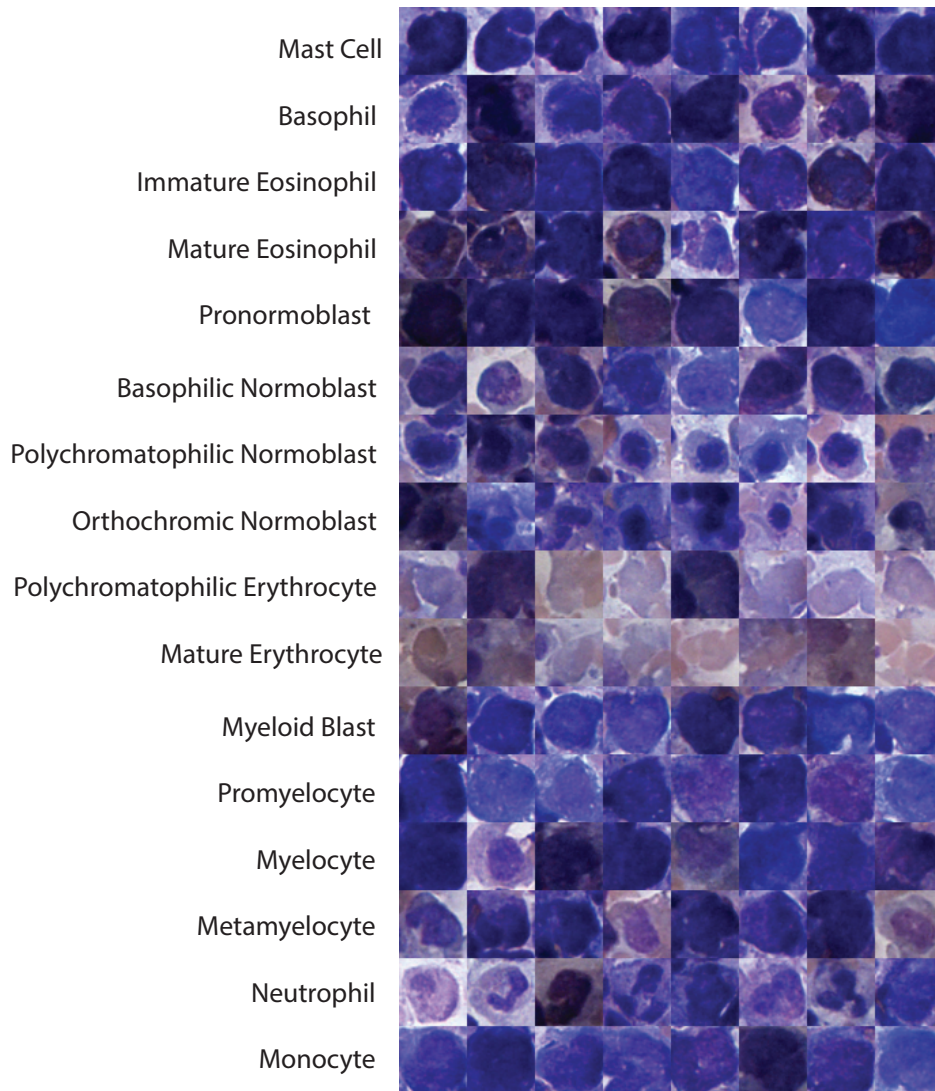 Mast Cell
Basophil
Immature Eosinophil
Mature Eosinophil
Pronormoblast
Basophilic Normoblast
Polychromatophilic Normoblast
Orthochromic Normoblast
Polychromatophilic Erythrocyte
Mature Erythrocyte
Myeloid Blast
Promyelocyte
Myelocyte
Metamyelocyte
Neutrophil
Monocyte